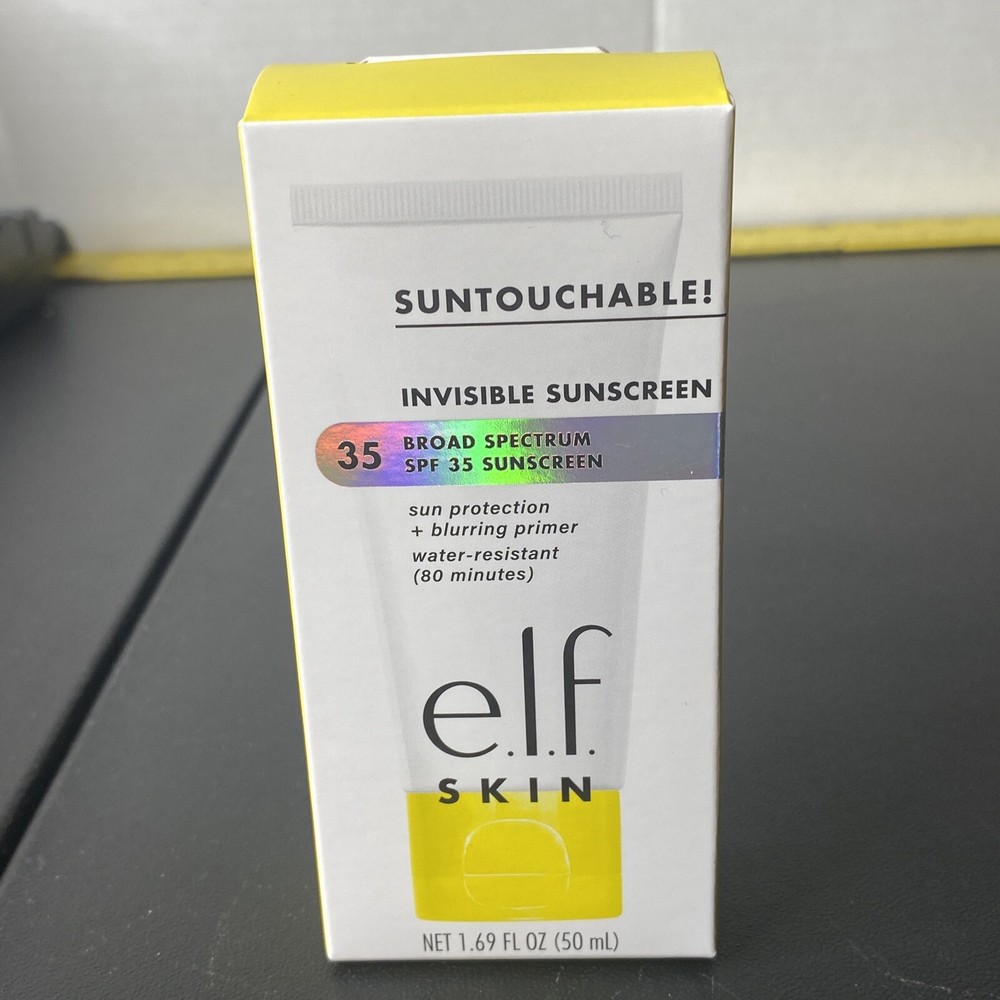 SUNTOUCHABLE!
INVISIBLE SUNSCREEN
35
BROAD SPECTRUM
SPF 35 SUNSCREEN
sun protection
+ blurring primer
water-resistant
(80 minutes)
e.l.f.
SKIN
NET 1.69 FL OZ (50 mL)